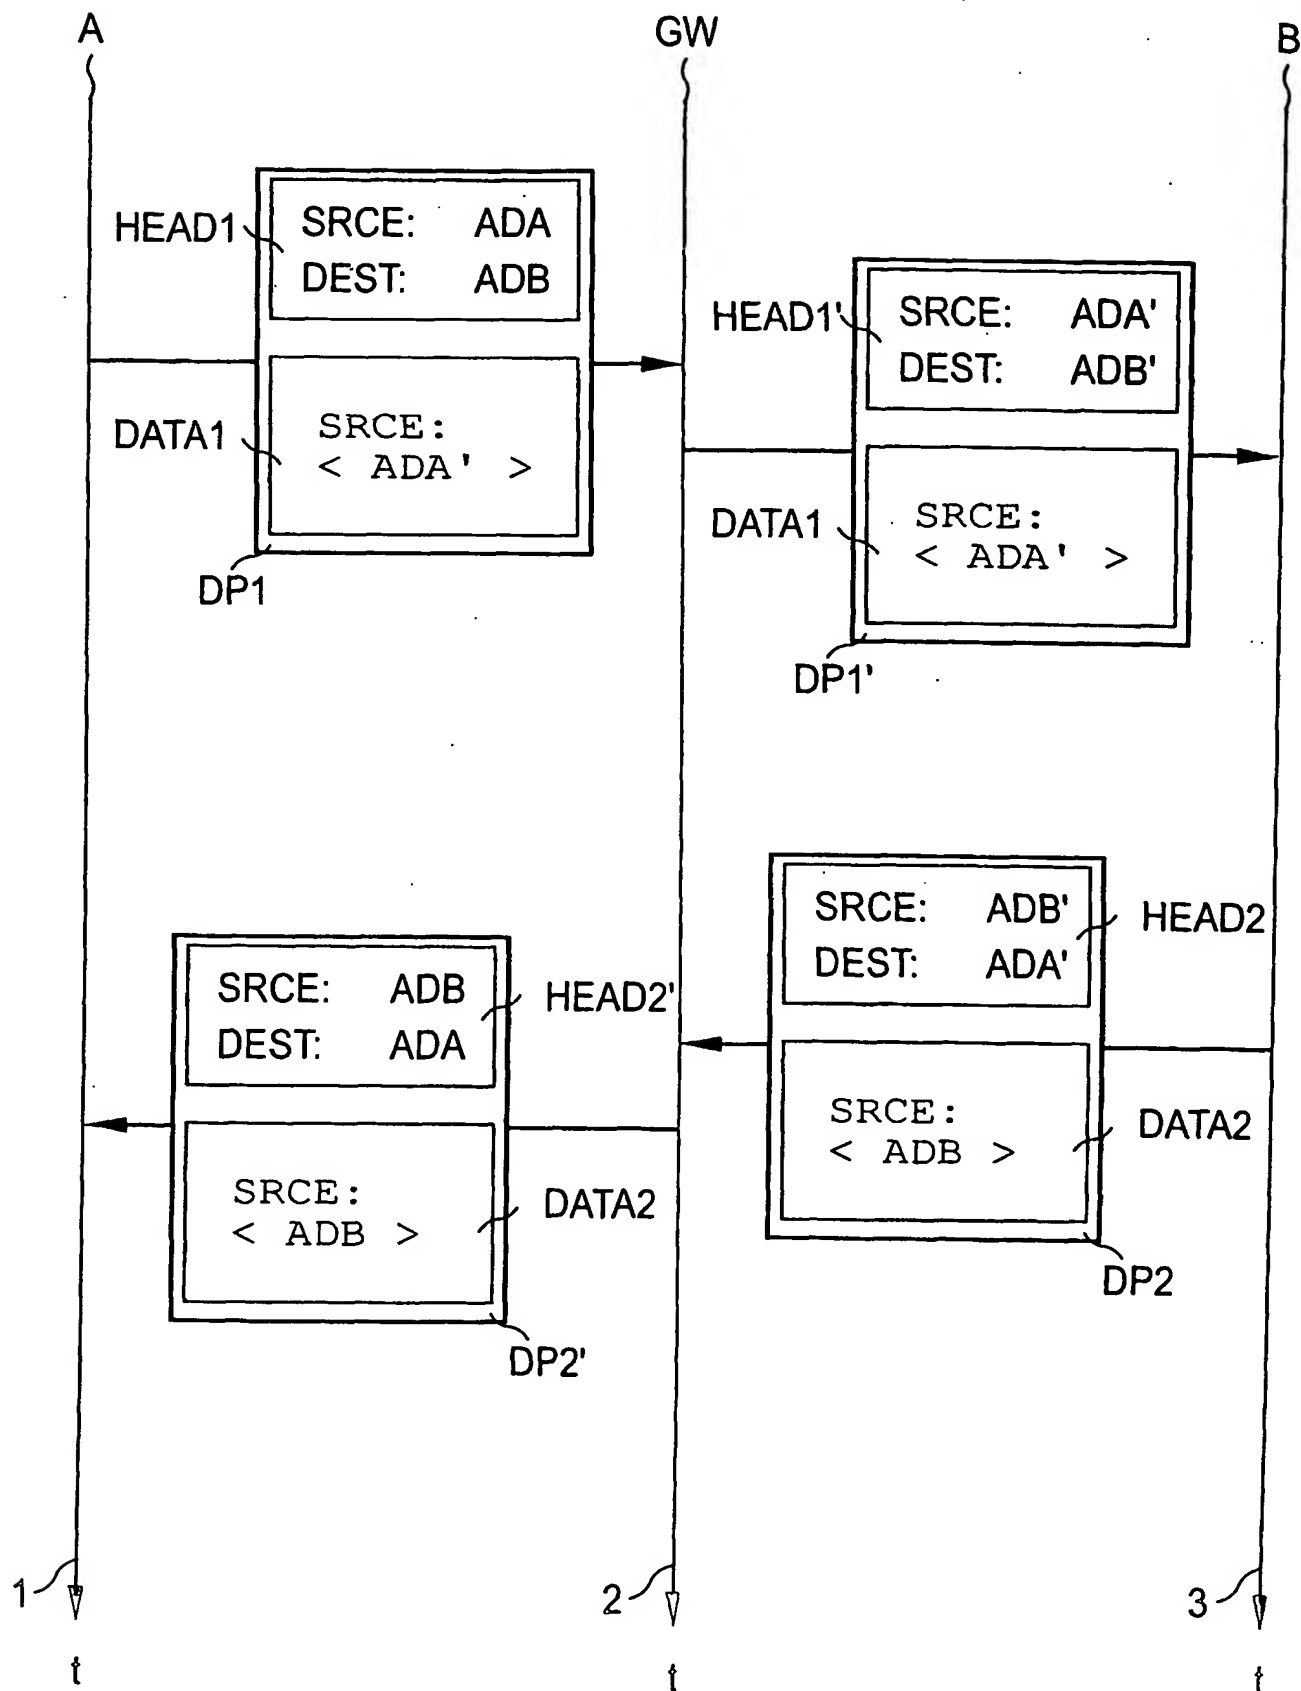 A
GW
B
HEAD1
SRCE: ADA
DEST: ADB
DATA1
SRCE:
< ADA' >
DP1
HEAD1'
SRCE: ADA'
DEST: ADB'
DATA1
SRCE:
< ADA' >
DP1'
SRCE: ADB'
DEST: ADA'
HEAD2
SRCE:
< ADB >
DATA2
DP2
SRCE: ADB
DEST: ADA
HEAD2'
SRCE:
< ADB >
DATA2
DP2'
1
2
3
t
t
t